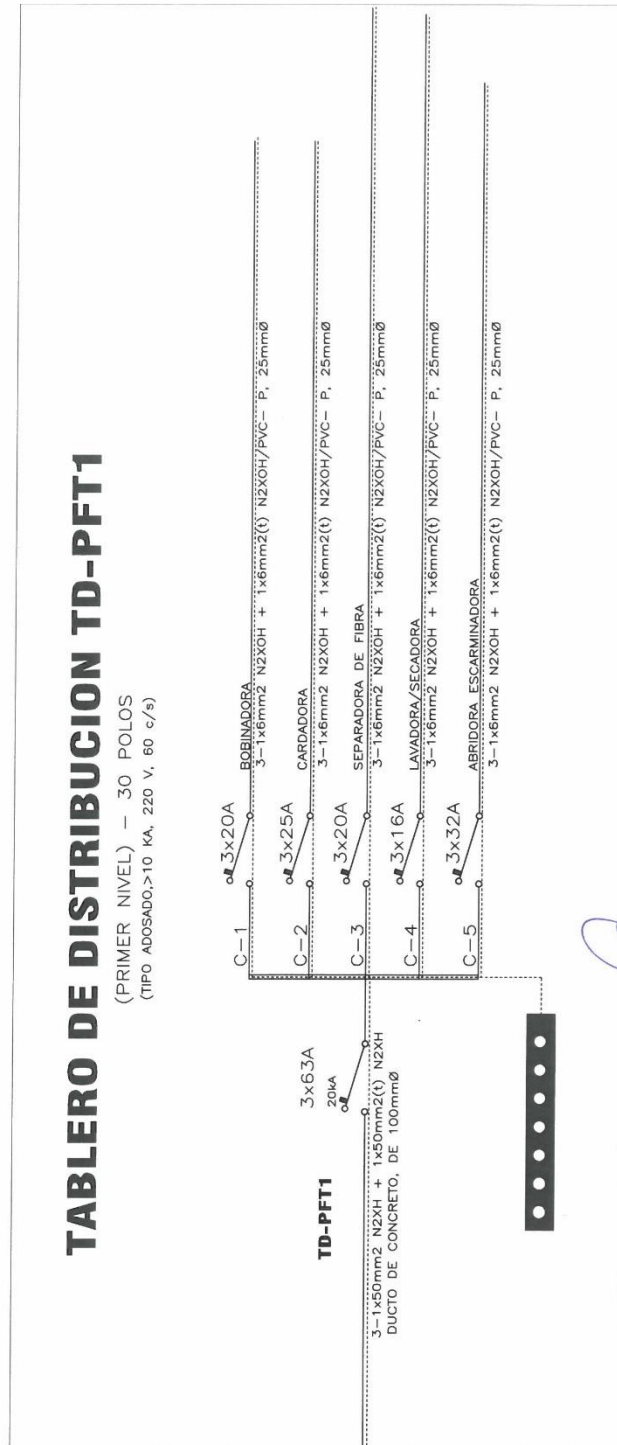 TABLERO DE DISTRIBUCION TD-PFT1
(PRIMER NIVEL) - 30 POLOS
(TIPO ADOSADO,>10 KA, 220 V, 60 c/s)
TD-PFT1
3x63A
20kA
3-1x50mm2 N2XH + 1x50mm2(t) N2XH
DUCTO DE CONCRETO, DE 100mmØ
C-1
3x20A
BOBINADORA
3-1x6mm2 N2XOH + 1x6mm2(t) N2XOH/PVC- P, 25mmØ
C-2
3x25A
CARDADORA
3-1x6mm2 N2XOH + 1x6mm2(t) N2XOH/PVC- P, 25mmØ
C-3
3x20A
SEPARADORA DE FIBRA
3-1x6mm2 N2XOH + 1x6mm2(t) N2XOH/PVC- P, 25mmØ
C-4
3x16A
LAVADORA/SECADORA
3-1x6mm2 N2XOH + 1x6mm2(t) N2XOH/PVC- P, 25mmØ
C-5
3x32A
ABRIDORA ESCARMINADORA
3-1x6mm2 N2XOH + 1x6mm2(t) N2XOH/PVC- P, 25mmØ